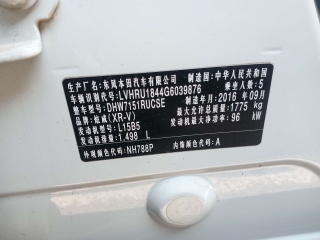 生产厂名:东风本田汽车有限公司 制造国:中华人民共和国
车辆识别代号:LVHRU1844G6039876 乘坐人数:5
型号:DHW7151RUCSE 制造年月:2016年09月
品牌:炫威(XR-V) 最大允许总质量:1775 kg
发动机型号:L15B5 发动机最大净功率:96 kW
发动机排量:1.498 L
外观颜色代码:NH788P 内饰颜色代码:A